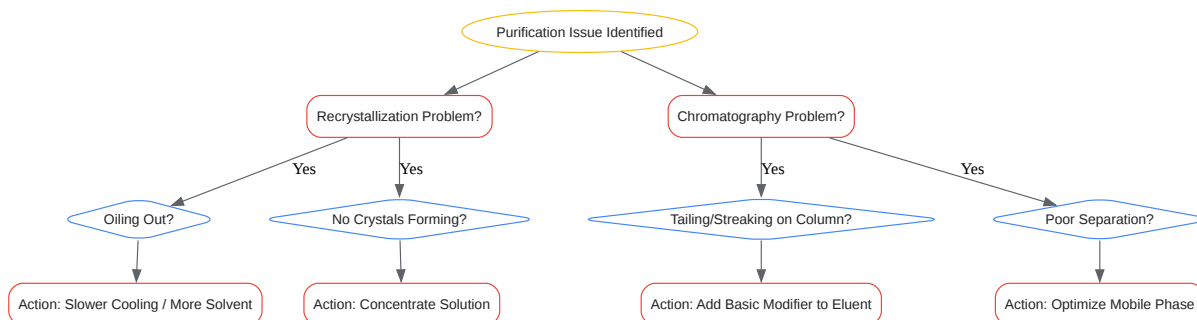 Purification Issue Identified
Recrystallization Problem?
Chromatography Problem?
Yes
Yes
Yes
Yes
Oiling Out?
No Crystals Forming?
Tailing/Streaking on Column?
Poor Separation?
Action: Slower Cooling / More Solvent
Action: Concentrate Solution
Action: Add Basic Modifier to Eluent
Action: Optimize Mobile Phase